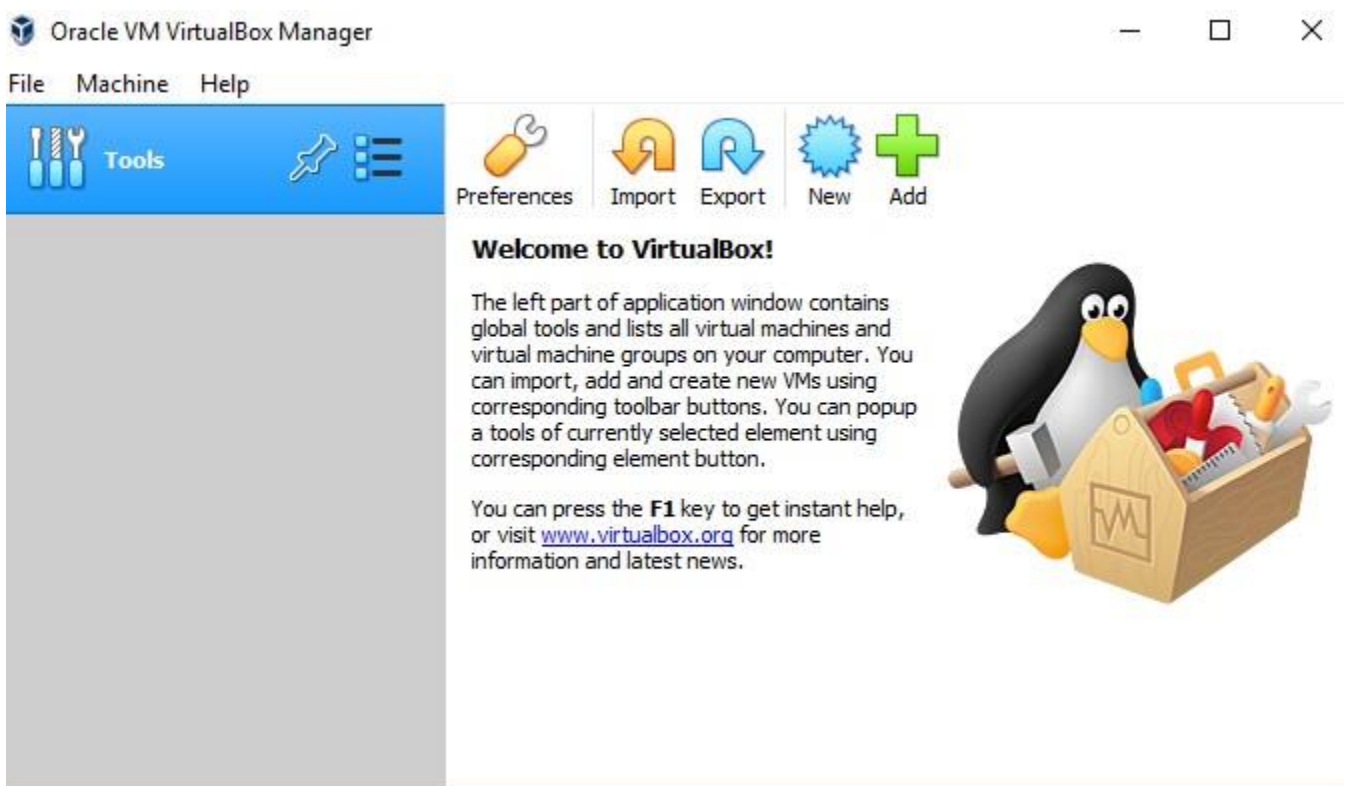 Oracle VM VirtualBox Manager
File Machine Help
Tools
Preferences Import Export New Add
Welcome to VirtualBox!
The left part of application window contains
global tools and lists all virtual machines and
virtual machine groups on your computer. You
can import, add and create new VMs using
corresponding toolbar buttons. You can popup
a tools of currently selected element using
corresponding element button.
You can press the F1 key to get instant help,
or visit www.virtualbox.org for more
information and latest news.